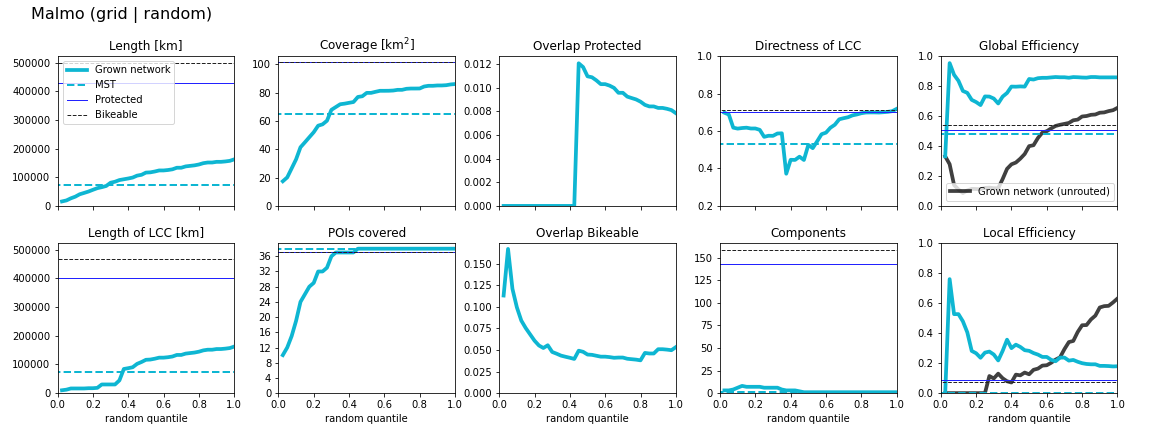 Malmo (grid | random)
Length [km]
500000
400000
300000
200000
100000
0
Grown network
MST
Protected
Bikeable
Coverage [km²]
100
80
60
40
20
0
Overlap Protected
0.012
0.010
0.008
0.006
0.004
0.002
0.000
Directness of LCC
1.0
0.8
0.6
0.4
0.2
Global Efficiency
1.0
0.8
0.6
0.4
0.2
0.0
Grown network (unrouted)
Length of LCC [km]
500000
400000
300000
200000
100000
0
0.0 0.2 0.4 0.6 0.8 1.0
random quantile
POIs covered
36
32
28
24
20
16
12
8
4
0
0.0 0.2 0.4 0.6 0.8 1.0
random quantile
Overlap Bikeable
0.175
0.150
0.125
0.100
0.075
0.050
0.025
0.000
0.0 0.2 0.4 0.6 0.8 1.0
random quantile
Components
150
125
100
75
50
25
0
0.0 0.2 0.4 0.6 0.8 1.0
random quantile
Local Efficiency
1.0
0.8
0.6
0.4
0.2
0.0
0.0 0.2 0.4 0.6 0.8 1.0
random quantile